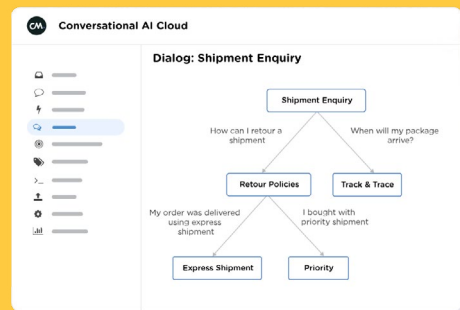 CM
Conversational AI Cloud
Dialog: Shipment Enquiry
Shipment Enquiry
How can I retour a
shipment
When will my package
arrive?
Retour Policies
Track & Trace
My order was delivered
using express
shipment
I bought with
priority shipment
Express Shipment
Priority